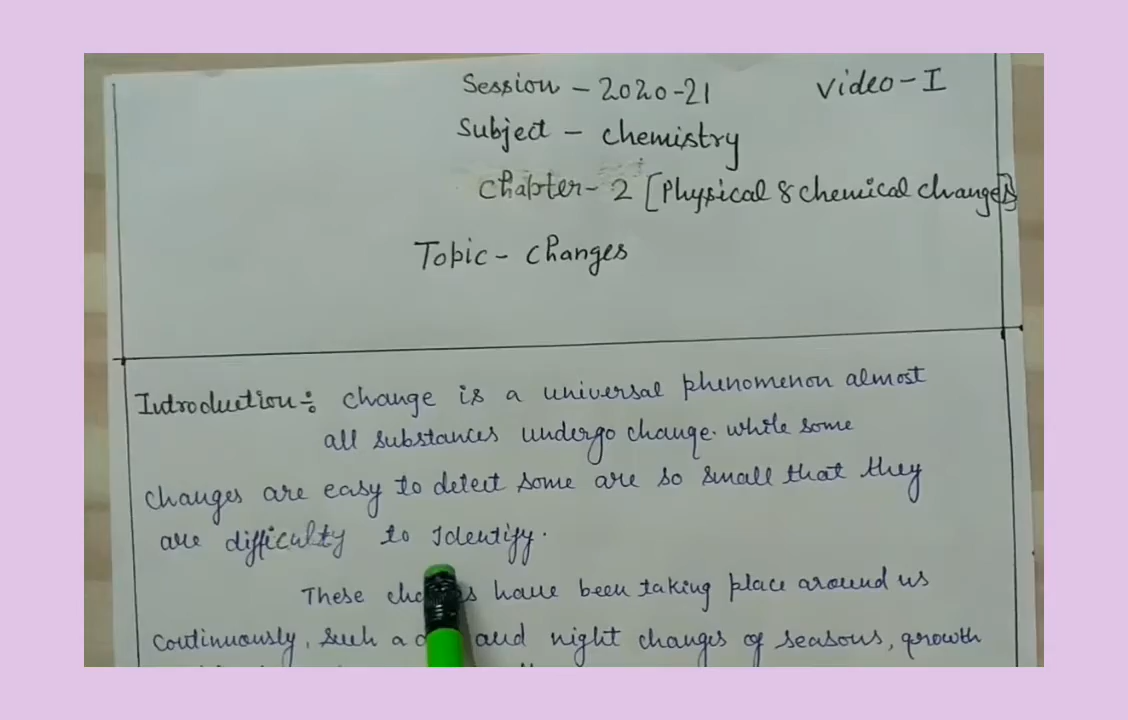 Session - 2020-21 Video-I
Subject - chemistry
Chapter- 2 [Physical & chemical changes]
Topic - changes
Introduction :- change is a universal phenomenon almost
all substances undergo change. while some
changes are easy to detect some are so small that they
are difficulty to Identify.
These have been taking place around us
continuously, such a and night changes of seasons, growth